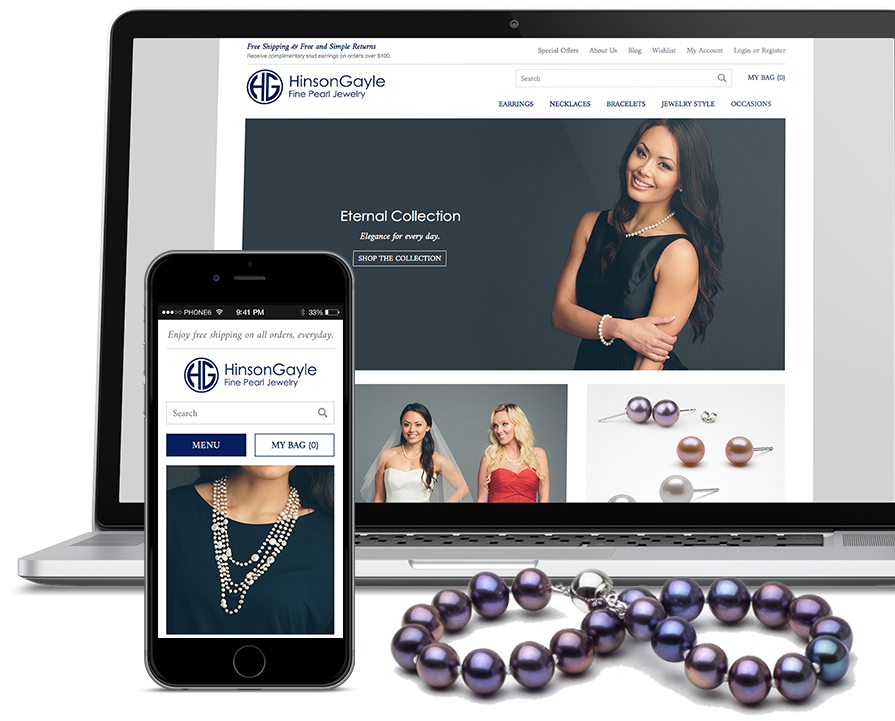 Free Shipping & Free and Simple Returns
Receive complimentary stud earrings on orders over $100.
Special Offers About Us Blog Wishlist My Account Login or Register
HG HinsonGayle
Fine Pearl Jewelry
Search
MY BAG (0)
EARRINGS NECKLACES BRACELETS JEWELRY STYLE OCCASIONS
Eternal Collection
Elegance for every day.
SHOP THE COLLECTION
PHONE6 9:41 PM 33%
Enjoy free shipping on all orders, everyday.
HG HinsonGayle
Fine Pearl Jewelry
Search
MENU MY BAG (0)